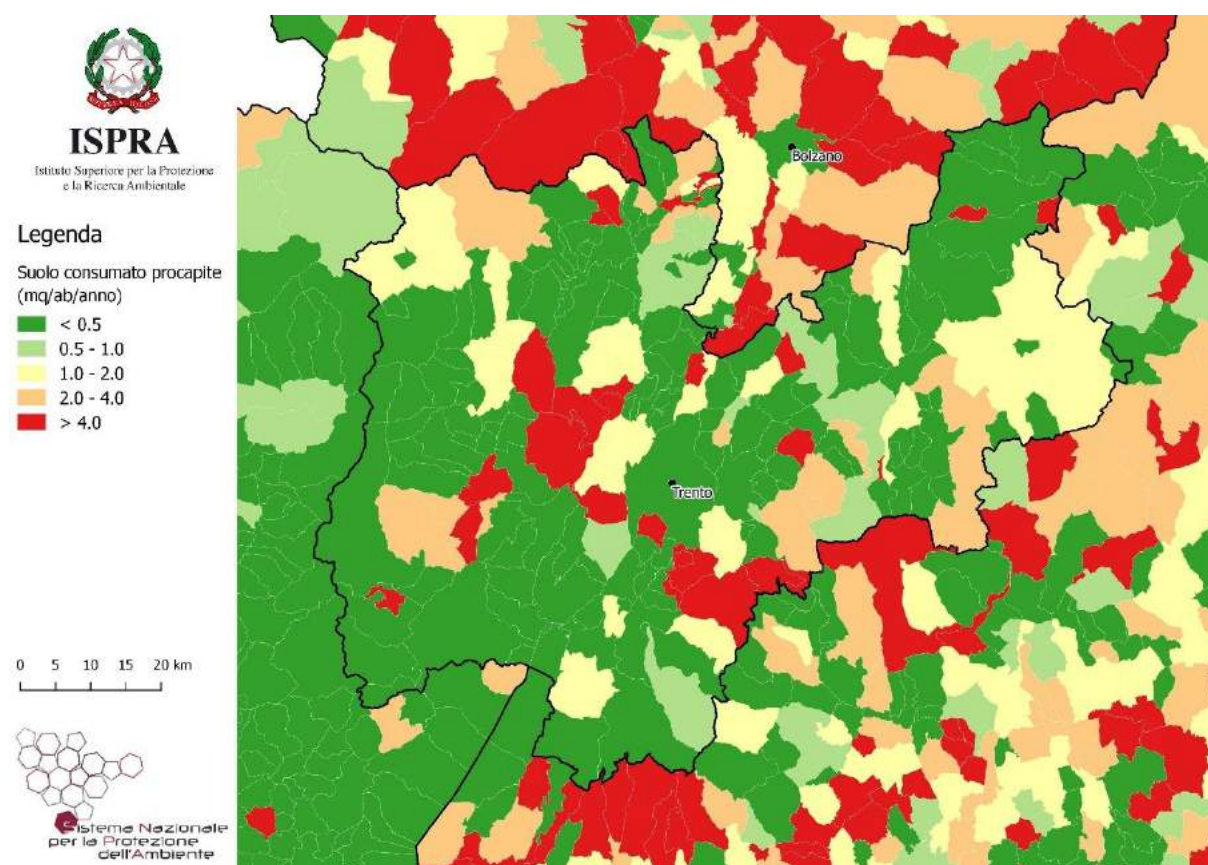 ISPRA
Istituto Superiore per la Protezione
e la Ricerca Ambientale
Legenda
Suolo consumato procapite
(mq/ab/anno)
< 0.5
0.5 - 1.0
1.0 - 2.0
2.0 - 4.0
> 4.0
Bolzano
Trento
0 5 10 15 20 km
Sistema Nazionale
per la Protezione
dell'Ambiente